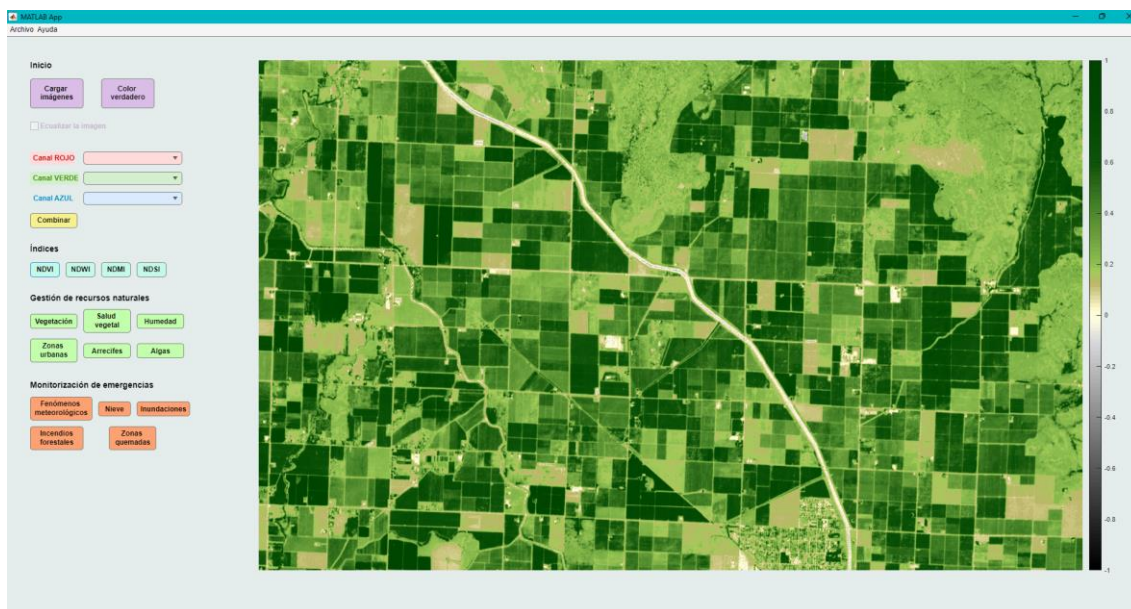 MATLAB App
Archivo Ayuda
Inicio
Cargar
imágenes
Color
verdadero
Ecualizar la imagen
Canal ROJO
Canal VERDE
Canal AZUL
Combinar
Índices
NDVI NDWI NDMI NDSI
Gestión de recursos naturales
Vegetación
Salud
vegetal
Humedad
Zonas
urbanas
Arrecifes
Algas
Monitorización de emergencias
Fenómenos
meteorológicos
Nieve
Inundaciones
Incendios
forestales
Zonas
quemadas
1
0.8
0.6
0.4
0.2
0
-0.2
-0.4
-0.6
-0.8
-1